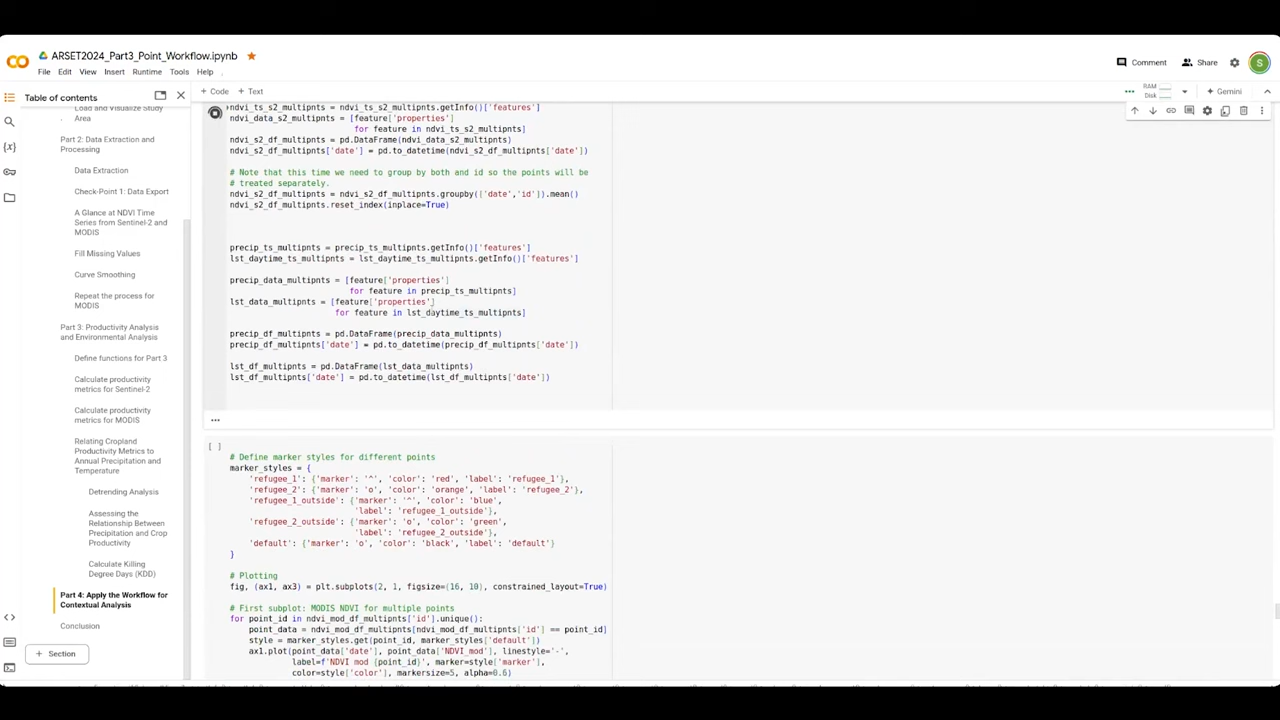 ARSET2024_Part3_Point_Workflow.ipynb
File Edit View Insert Runtime Tools Help
Comment
Share
S
Table of contents
+ Code + Text
RAM
Disk
Gemini
Load and Visualize Study
Area
Part 2: Data Extraction and
Processing
Data Extraction
Check-Point 1: Data Export
A Glance at NDVI Time
Series from Sentinel-2 and
MODIS
Fill Missing Values
Curve Smoothing
Repeat the process for
MODIS
Part 3: Productivity Analysis
and Environmental Analysis
Define functions for Part 3
Calculate productivity
metrics for Sentinel-2
Calculate productivity
metrics for MODIS
Relating Cropland
Productivity Metrics to
Annual Precipitation and
Temperature
Detrending Analysis
Assessing the
Relationship Between
Precipitation and Crop
Productivity
Calculate Killing
Degree Days (KDD)
Part 4: Apply the Workflow for
Contextual Analysis
Conclusion
+ Section
ndvi_ts_s2_multipnts = ndvi_ts_s2_multipnts.getInfo()['features']
ndvi_data_s2_multipnts = [feature['properties']
for feature in ndvi_ts_s2_multipnts]
ndvi_s2_df_multipnts = pd.DataFrame(ndvi_data_s2_multipnts)
ndvi_s2_df_multipnts['date'] = pd.to_datetime(ndvi_s2_df_multipnts['date'])
# Note that this time we need to group by both and id so the points will be
# treated separately.
ndvi_s2_df_multipnts = ndvi_s2_df_multipnts.groupby(['date','id']).mean()
ndvi_s2_df_multipnts.reset_index(inplace=True)
precip_ts_multipnts = precip_ts_multipnts.getInfo()['features']
lst_daytime_ts_multipnts = lst_daytime_ts_multipnts.getInfo()['features']
precip_data_multipnts = [feature['properties']
for feature in precip_ts_multipnts]
lst_data_multipnts = [feature['properties']
for feature in lst_daytime_ts_multipnts]
precip_df_multipnts = pd.DataFrame(precip_data_multipnts)
precip_df_multipnts['date'] = pd.to_datetime(precip_df_multipnts['date'])
lst_df_multipnts = pd.DataFrame(lst_data_multipnts)
lst_df_multipnts['date'] = pd.to_datetime(lst_df_multipnts['date'])
...
[ ]
# Define marker styles for different points
marker_styles = {
'refugee_1': {'marker': '^', 'color': 'red', 'label': 'refugee_1'},
'refugee_2': {'marker': 'o', 'color': 'orange', 'label': 'refugee_2'},
'refugee_1_outside': {'marker': '^', 'color': 'blue',
'label': 'refugee_1_outside'},
'refugee_2_outside': {'marker': 'o', 'color': 'green',
'label': 'refugee_2_outside'},
'default': {'marker': 'o', 'color': 'black', 'label': 'default'}
}
# Plotting
fig, (ax1, ax3) = plt.subplots(2, 1, figsize=(16, 10), constrained_layout=True)
# First subplot: MODIS NDVI for multiple points
for point_id in ndvi_mod_df_multipnts['id'].unique():
point_data = ndvi_mod_df_multipnts[ndvi_mod_df_multipnts['id'] == point_id]
style = marker_styles.get(point_id, marker_styles['default'])
ax1.plot(point_data['date'], point_data['NDVI_mod'], linestyle='-',
label=f'NDVI mod {point_id}', marker=style['marker'],
color=style['color'], markersize=5, alpha=0.6)